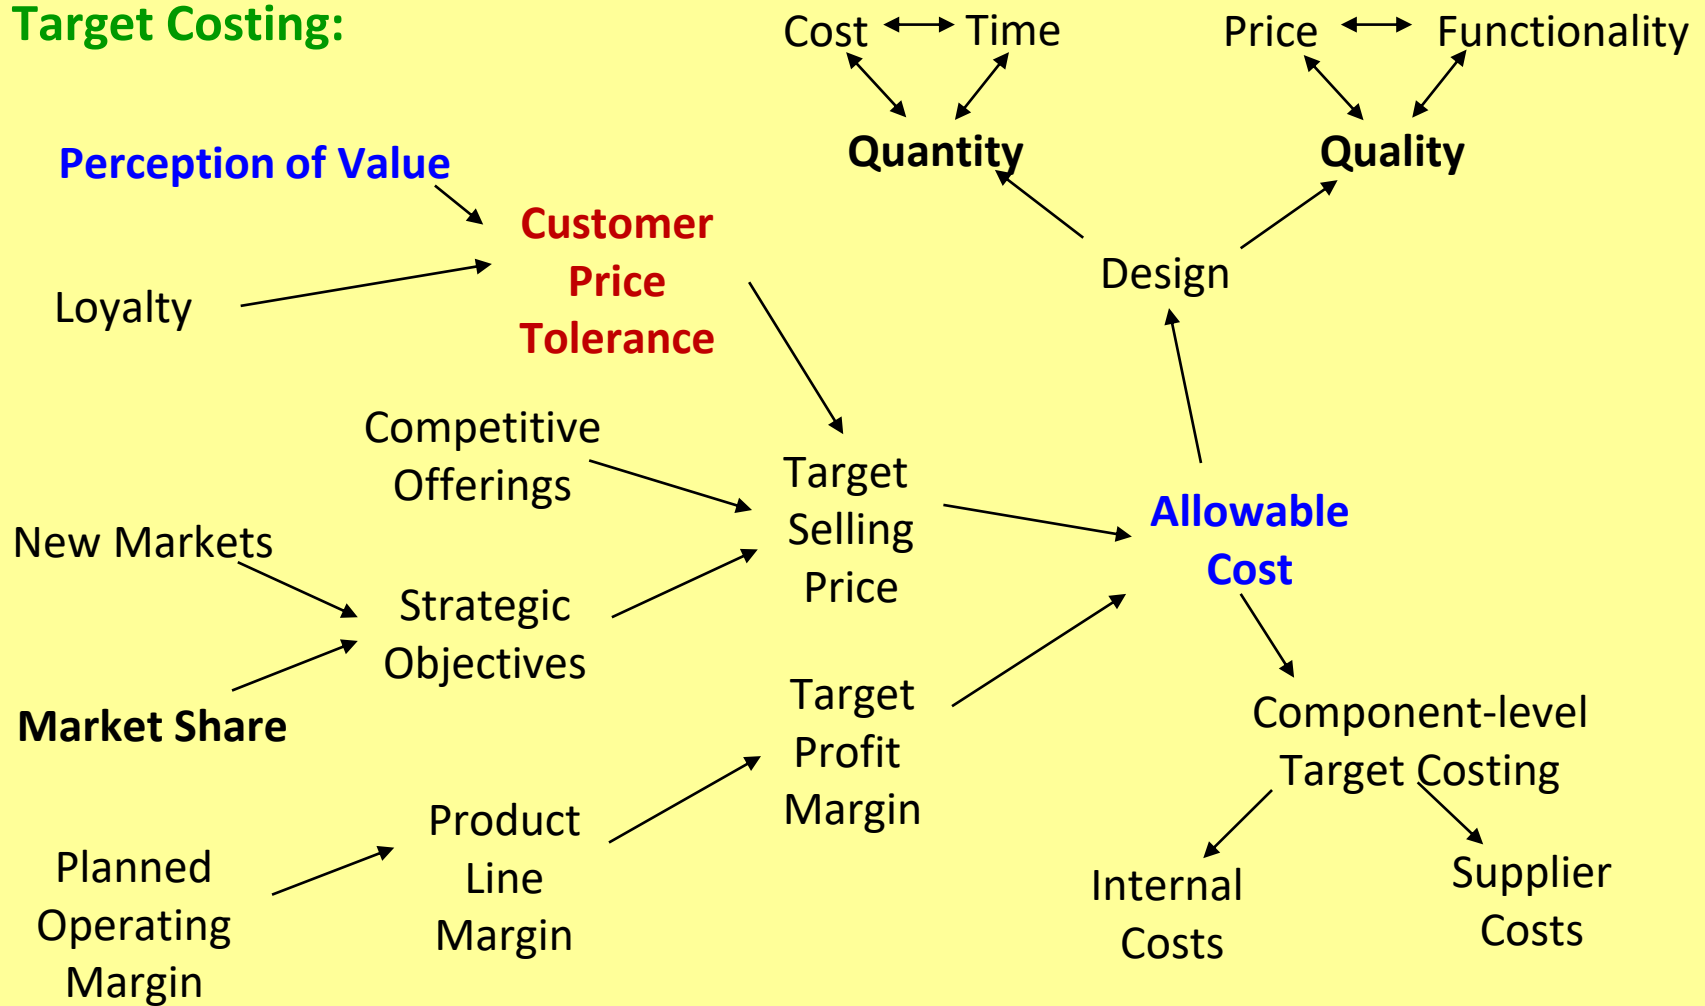 Target Costing:
Cost
Time
Price
Functionality
Quantity
Quality
Perception of Value
Customer
Price
Tolerance
Loyalty
Design
Competitive
Offerings
Target
Selling
Price
Allowable
Cost
New Markets
Strategic
Objectives
Market Share
Target
Profit
Margin
Component-level
Target Costing
Product
Line
Margin
Planned
Operating
Margin
Internal
Costs
Supplier
Costs